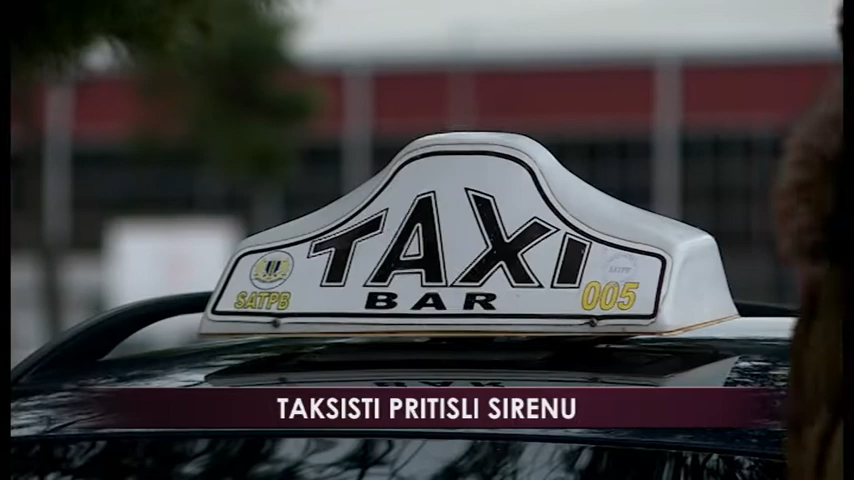 TAXI
BAR
SATPB
005
TAKSISTI PRITISLI SIRENU